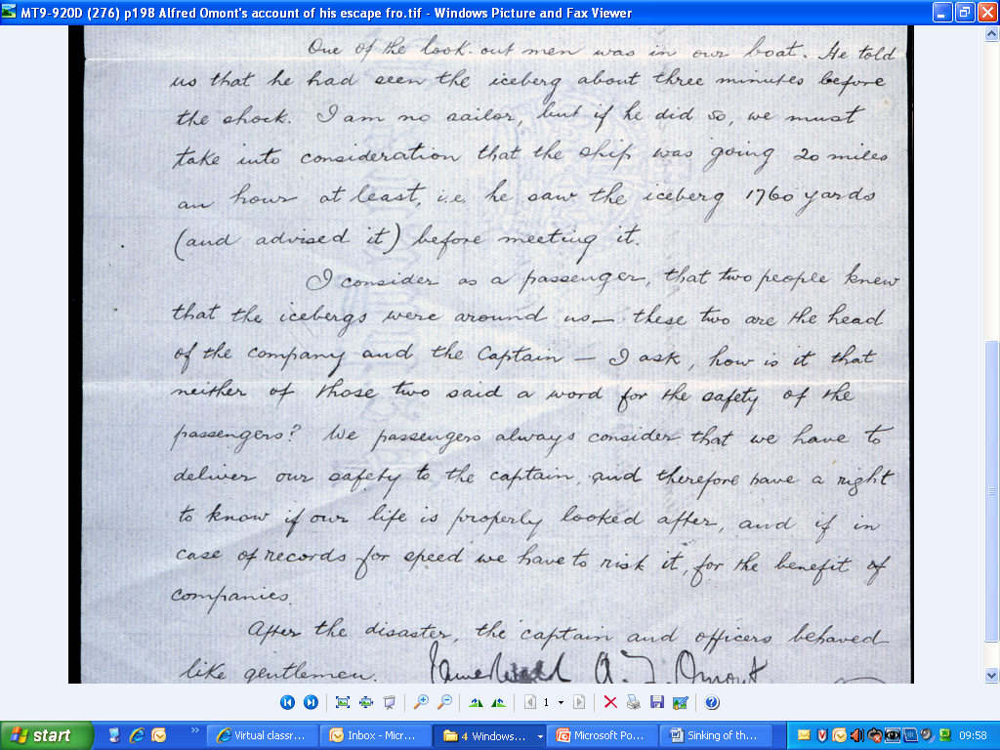 MT9-920D (276) p198 Alfred Omont's account of his escape fro.tif - Windows Picture and Fax Viewer
One of the look-out men was in our boat. He told
us that he had seen the iceberg about three minutes before
the shock. I am no sailor, but if he did so, we must
take into consideration that the ship was going 20 miles
an hour at least, i.e. he saw the iceberg 1760 yards
(and advised it) before meeting it.
I consider as a passenger, that two people knew
that the icebergs were around us — these two are the head
of the company and the Captain — I ask, how is it that
neither of those two said a word for the safety of the
passengers? We passengers always consider that we have to
deliver our safety to the captain, and therefore have a right
to know if our life is properly looked after, and if in
case of records for speed we have to risk it, for the benefit of
companies.
After the disaster, the captain and officers behaved
like gentlemen. A. F. Omont
1
start
Virtual classr...
Inbox - Micr...
4 Windows...
Microsoft Po...
Sinking of th...
09:58